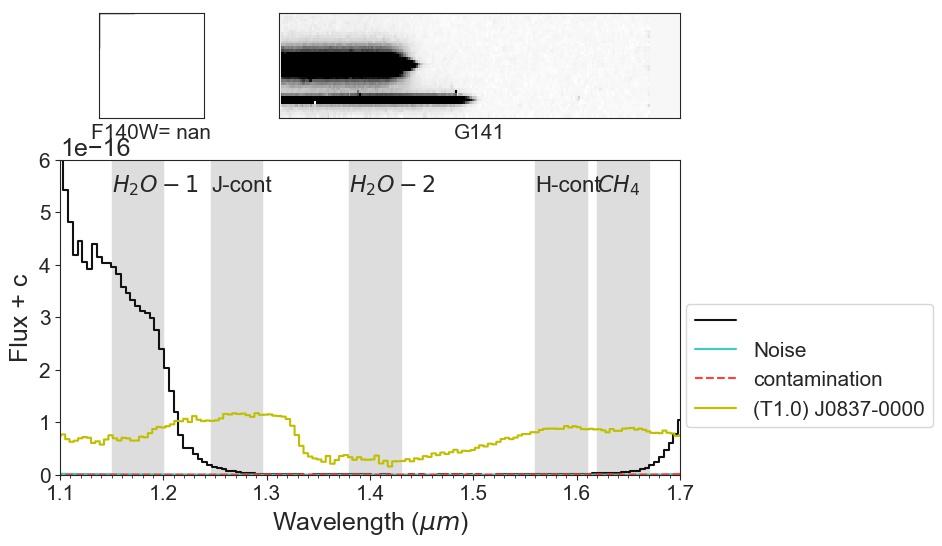 F140W= nan
G141
1e−16
H₂O − 1 J-cont H₂O − 2 H-cont CH₄
6
5
4
3
2
1
0
Flux + c
1.1 1.2 1.3 1.4 1.5 1.6 1.7
Wavelength (μm)
Noise
contamination
(T1.0) J0837-0000